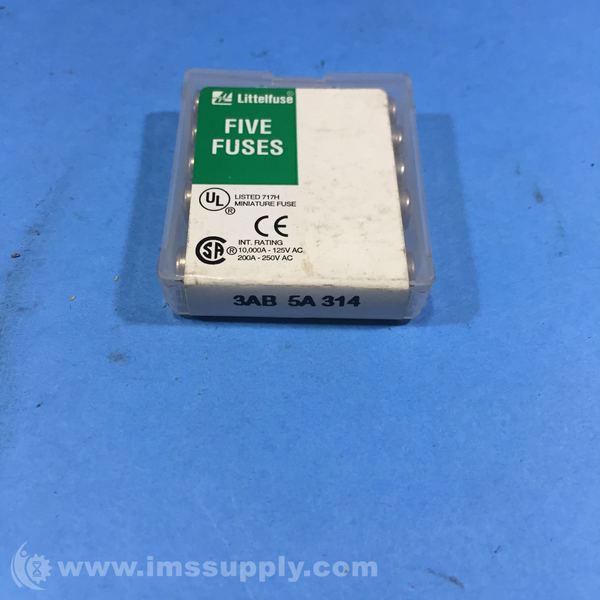 Littelfuse®
FIVE
FUSES
UL
®
LISTED 717H
MINIATURE FUSE
CE
SA
®
INT. RATING
10,000A - 125V AC
200A - 250V AC
3AB 5A 314
www.imssupply.com